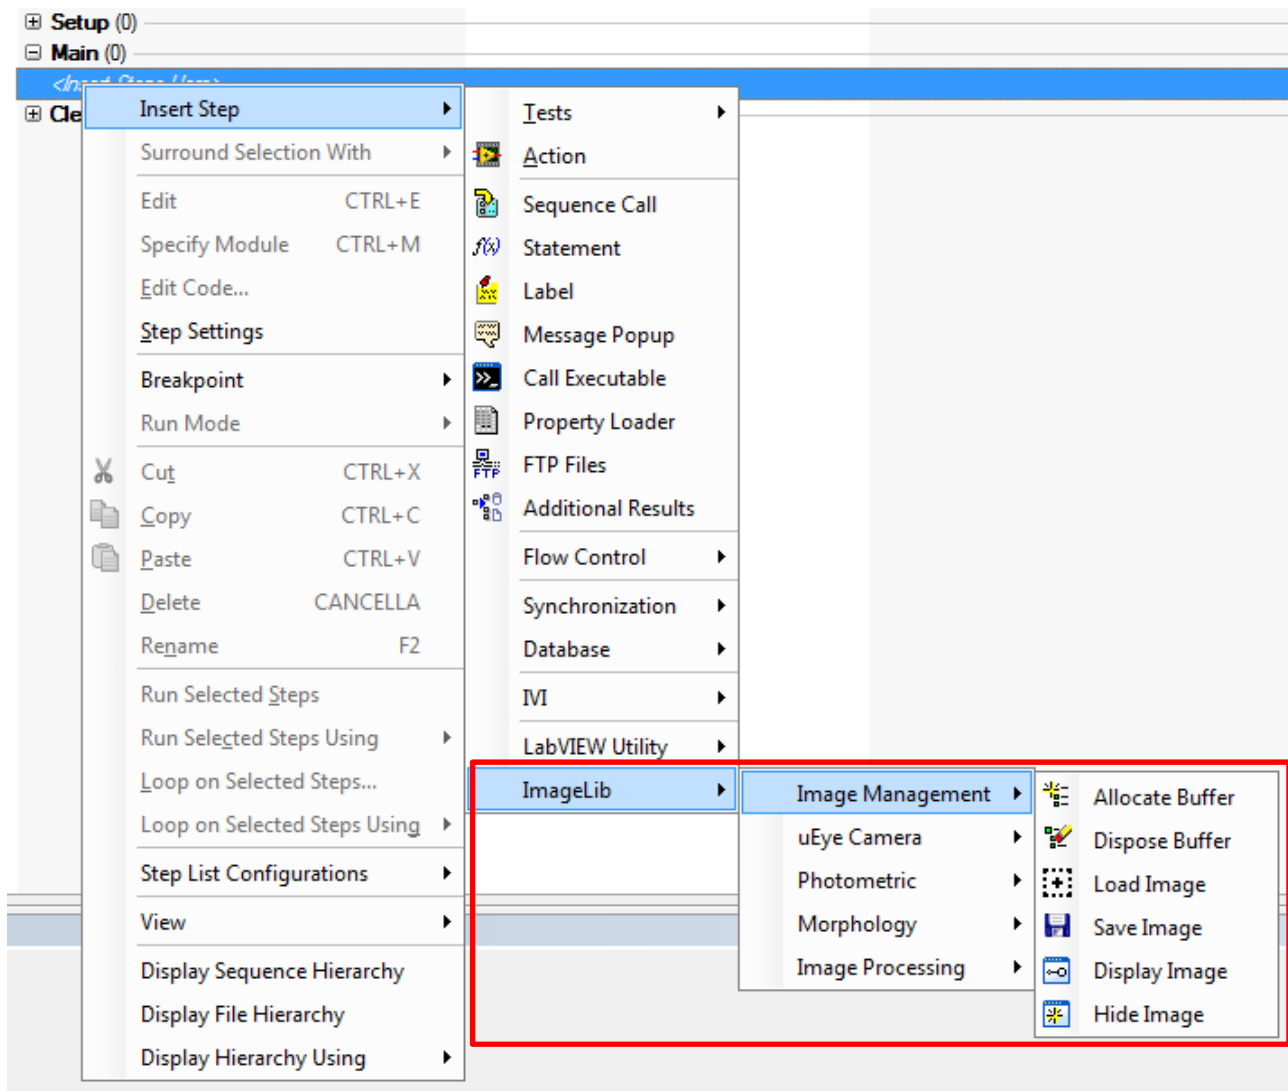 Setup (0)
Main (0)
Cle
Insert Step
Surround Selection With
Edit CTRL+E
Specify Module CTRL+M
Edit Code...
Step Settings
Breakpoint
Run Mode
Cut CTRL+X
Copy CTRL+C
Paste CTRL+V
Delete CANCELLA
Rename F2
Run Selected Steps
Run Selected Steps Using
Loop on Selected Steps...
Loop on Selected Steps Using
Step List Configurations
View
Display Sequence Hierarchy
Display File Hierarchy
Display Hierarchy Using
Tests
Action
Sequence Call
f(x) Statement
Label
Message Popup
Call Executable
Property Loader
FTP FTP Files
Additional Results
Flow Control
Synchronization
Database
IVI
LabVIEW Utility
ImageLib
Image Management
uEye Camera
Photometric
Morphology
Image Processing
Allocate Buffer
Dispose Buffer
Load Image
Save Image
Display Image
Hide Image